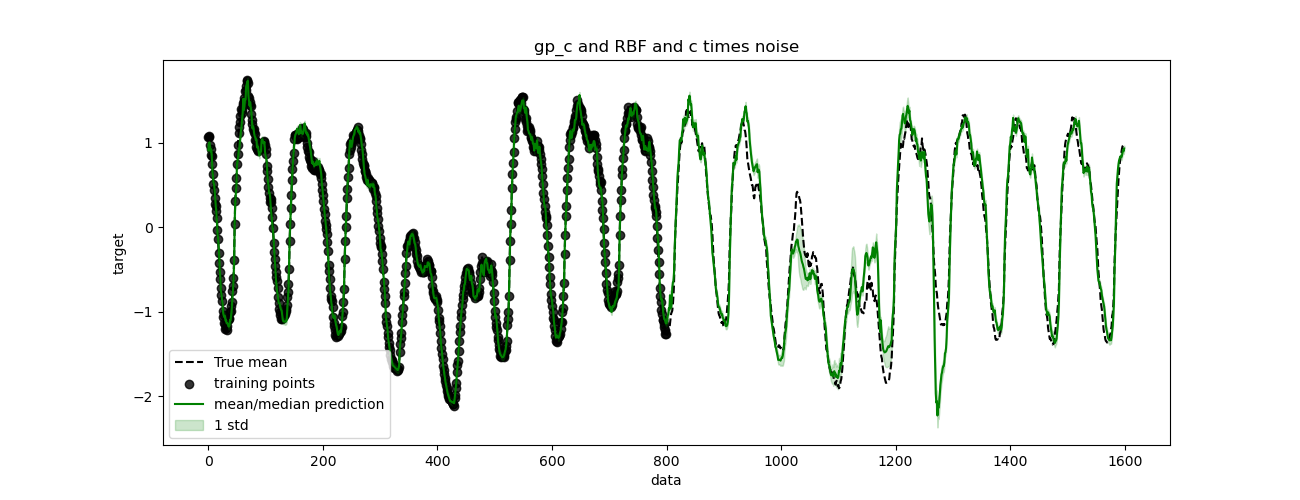 gp_c and RBF and c times noise
target
1
0
−1
−2
True mean
training points
mean/median prediction
1 std
0 200 400 600 800 1000 1200 1400 1600
data